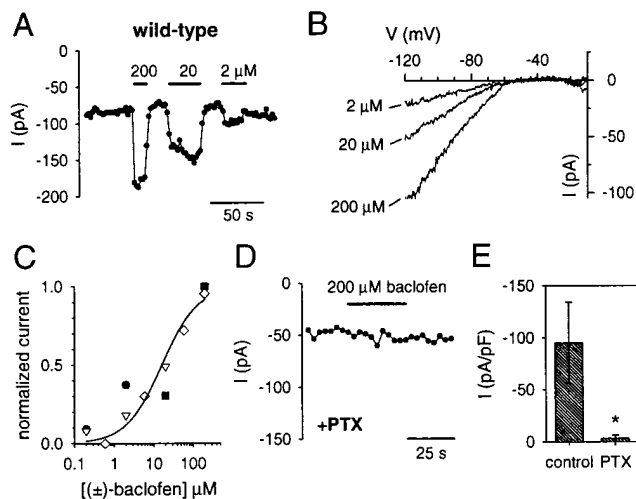 A
wild-type
0
-50
-100
-150
-200
I (pA)
200
20
2 µM
50 s
B
V (mV)
-120
-80
-40
0
-50
-100
I (pA)
2 µM
20 µM
200 µM
C
normalized current
1.0
0.5
0.0
0.1
1
10
100
[(±)-baclofen] µM
D
0
-50
-100
-150
I (pA)
200 µM baclofen
+PTX
25 s
E
I (pA/pF)
-150
-100
-50
0
*
control
PTX